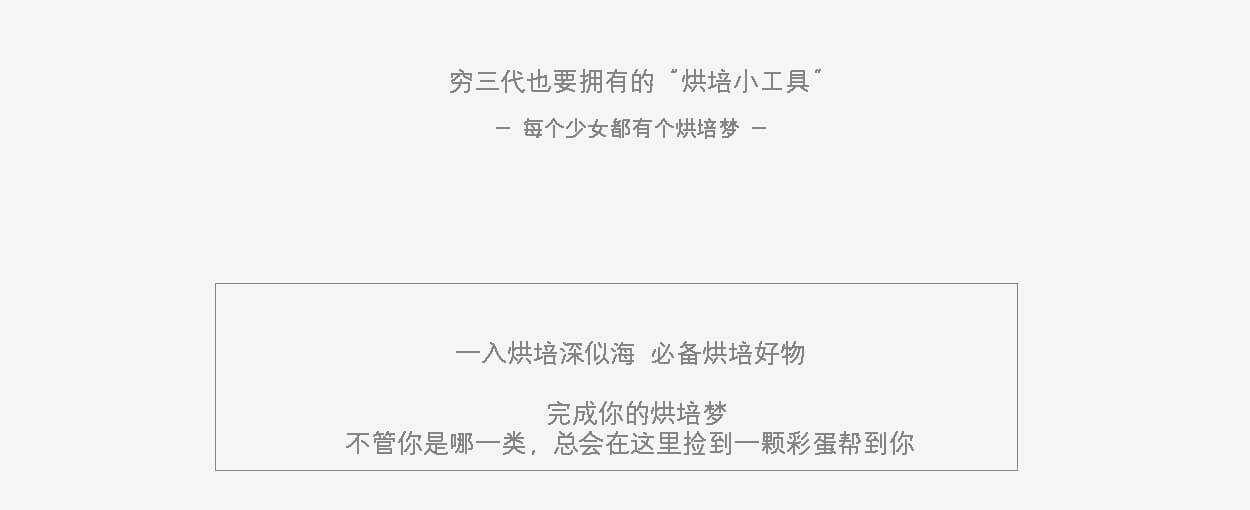 穷三代也要拥有的 “烘培小工具”
— 每个少女都有个烘培梦 —
一入烘培深似海 必备烘培好物
完成你的烘培梦
不管你是哪一类，总会在这里捡到一颗彩蛋帮到你